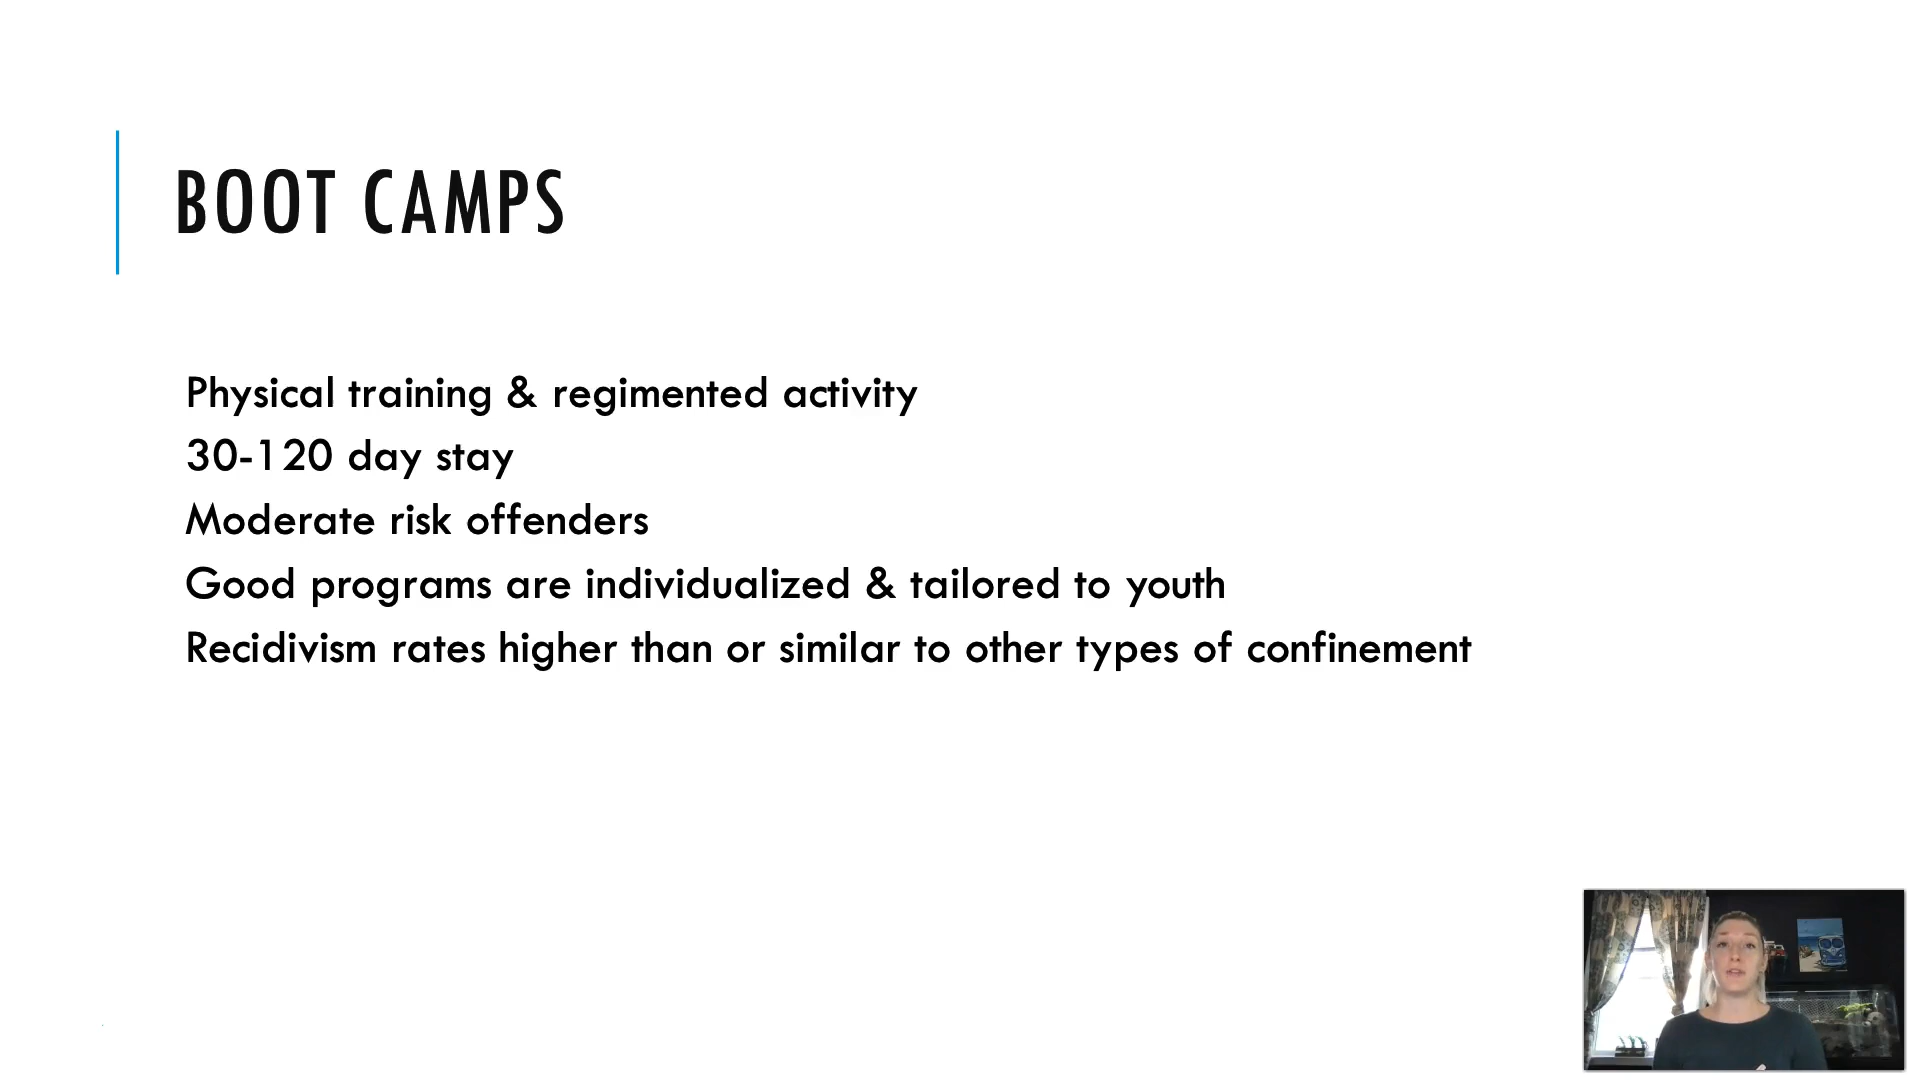 BOOT CAMPS
Physical training & regimented activity
30-120 day stay
Moderate risk offenders
Good programs are individualized & tailored to youth
Recidivism rates higher than or similar to other types of confinement